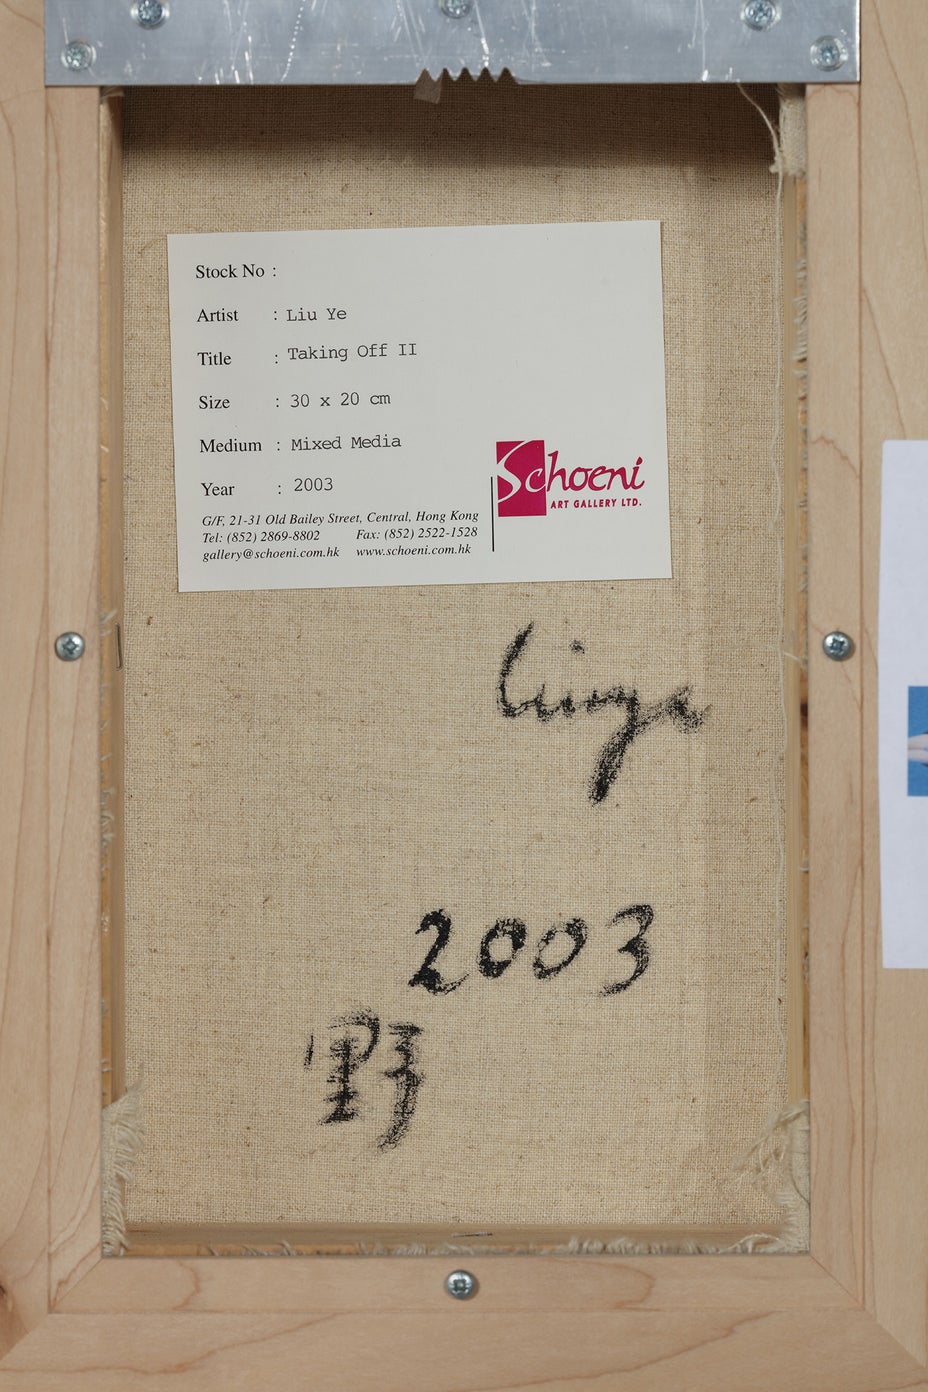 Stock No :
Artist : Liu Ye
Title : Taking Off II
Size : 30 x 20 cm
Medium : Mixed Media
Year : 2003
Schoeni
ART GALLERY LTD.
G/F, 21-31 Old Bailey Street, Central, Hong Kong
Tel: (852) 2869-8802 Fax: (852) 2522-1528
gallery@schoeni.com.hk www.schoeni.com.hk
liuye
2003
野